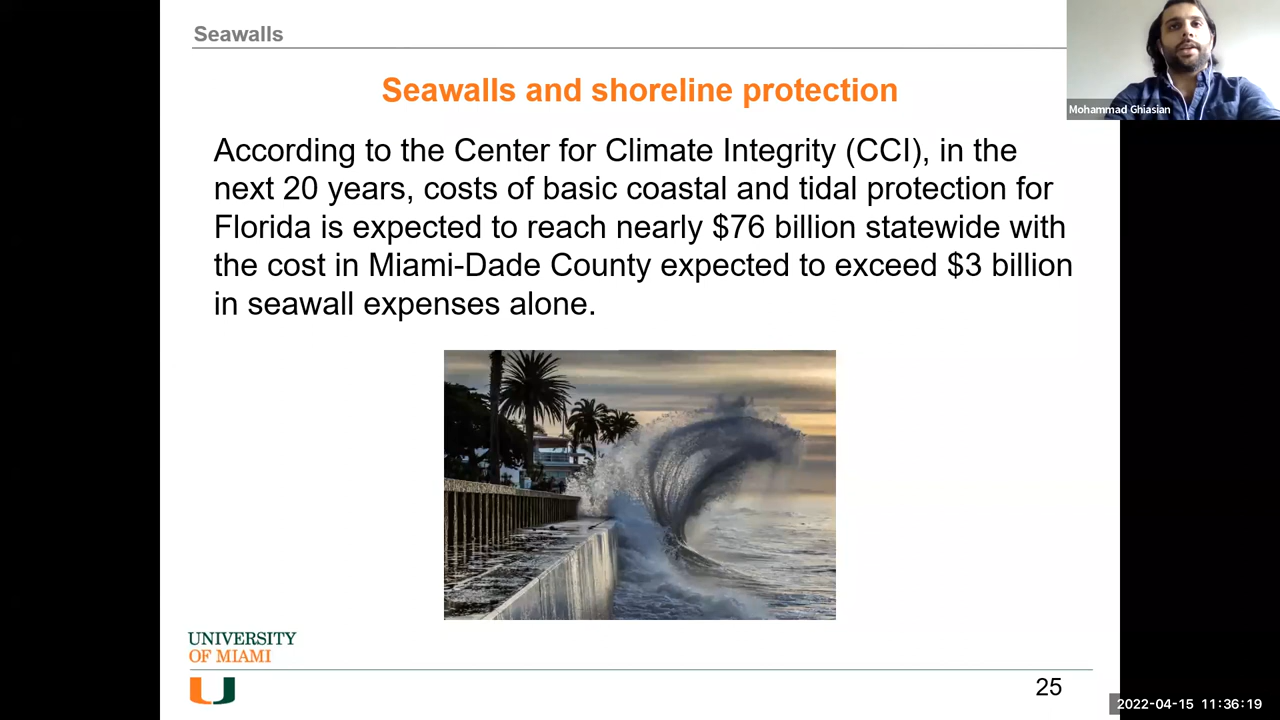 Seawalls
Mohammad Ghiasian
Seawalls and shoreline protection
According to the Center for Climate Integrity (CCI), in the
next 20 years, costs of basic coastal and tidal protection for
Florida is expected to reach nearly $76 billion statewide with
the cost in Miami-Dade County expected to exceed $3 billion
in seawall expenses alone.
UNIVERSITY
OF MIAMI
25
2022-04-15 11:36:19